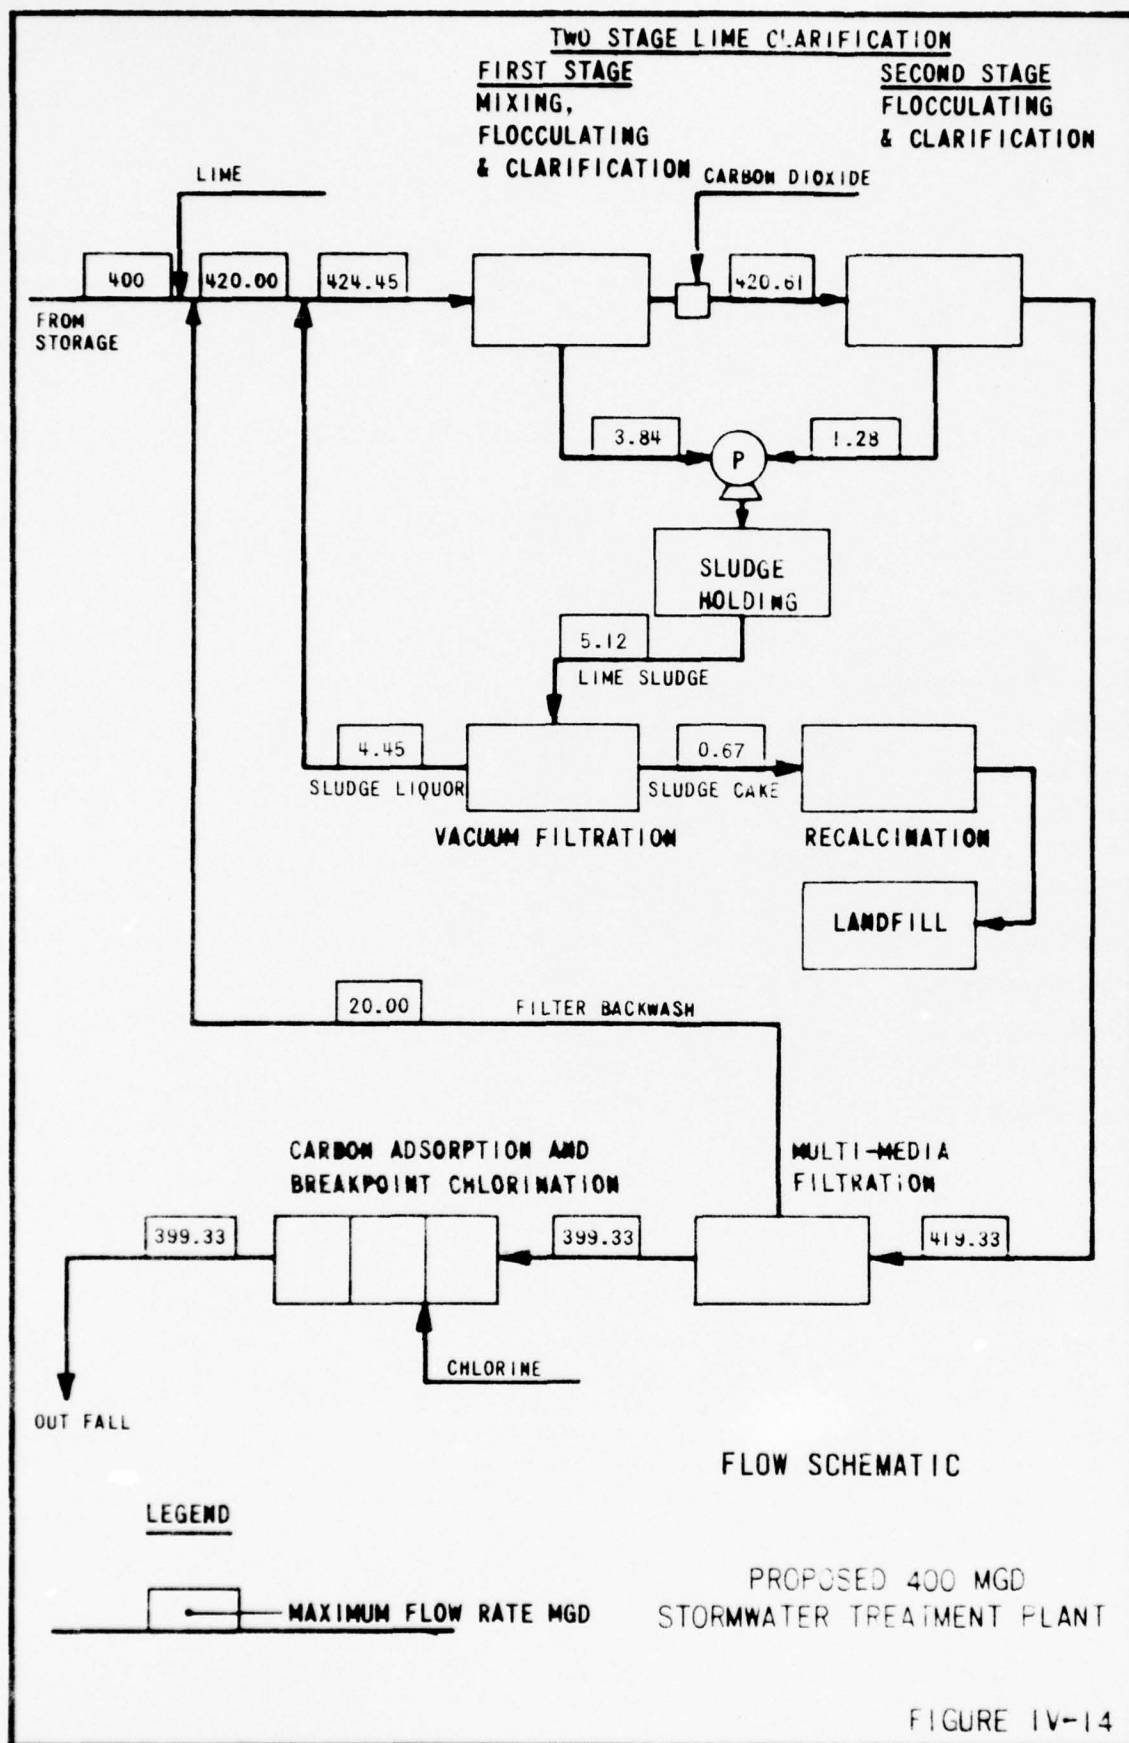 TWO STAGE LIME CLARIFICATION
FIRST STAGE
MIXING,
FLOCCULATING
& CLARIFICATION
SECOND STAGE
FLOCCULATING
& CLARIFICATION
LIME
CARBON DIOXIDE
400
420.00
424.45
420.61
FROM
STORAGE
3.84
P
1.28
SLUDGE
HOLDING
5.12
LIME SLUDGE
4.45
SLUDGE LIQUOR
0.67
SLUDGE CAKE
VACUUM FILTRATION
RECALCINATION
LANDFILL
20.00
FILTER BACKWASH
CARBON ADSORPTION AND
BREAKPOINT CHLORINATION
MULTI-MEDIA
FILTRATION
399.33
399.33
419.33
CHLORINE
OUT FALL
FLOW SCHEMATIC
LEGEND
MAXIMUM FLOW RATE MGD
PROPOSED 400 MGD
STORMWATER TREATMENT PLANT
FIGURE IV-14